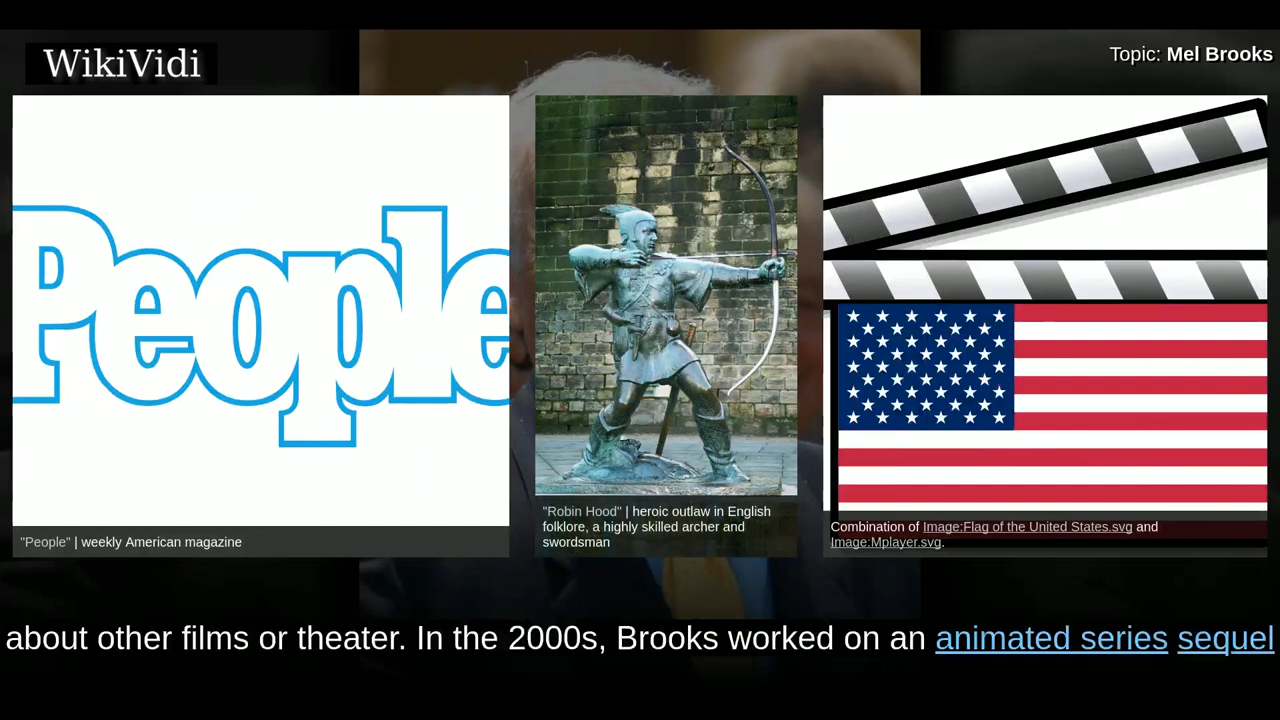 WikiVidi
Topic: Mel Brooks
People
"People" | weekly American magazine
"Robin Hood" | heroic outlaw in English
folklore, a highly skilled archer and
swordsman
Combination of Image:Flag of the United States.svg and
Image:Mplayer.svg.
about other films or theater. In the 2000s, Brooks worked on an animated series sequel